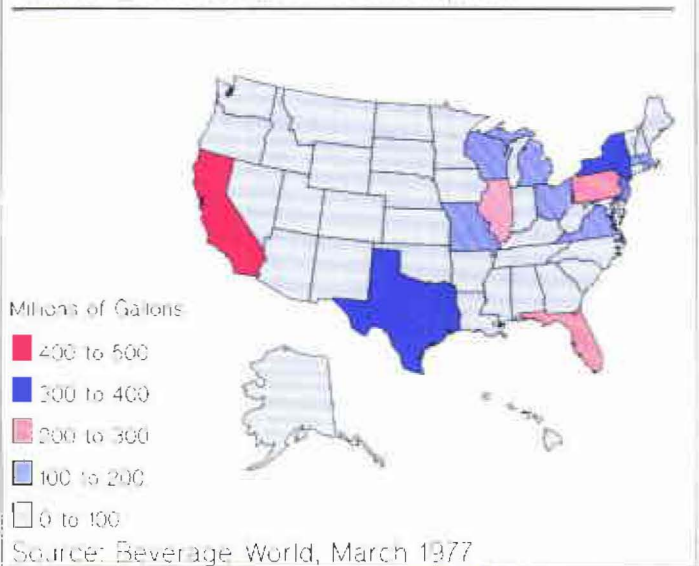 Millions of Gallons
400 to 500
300 to 400
200 to 300
100 to 200
0 to 100
Source: Beverage World, March 1977